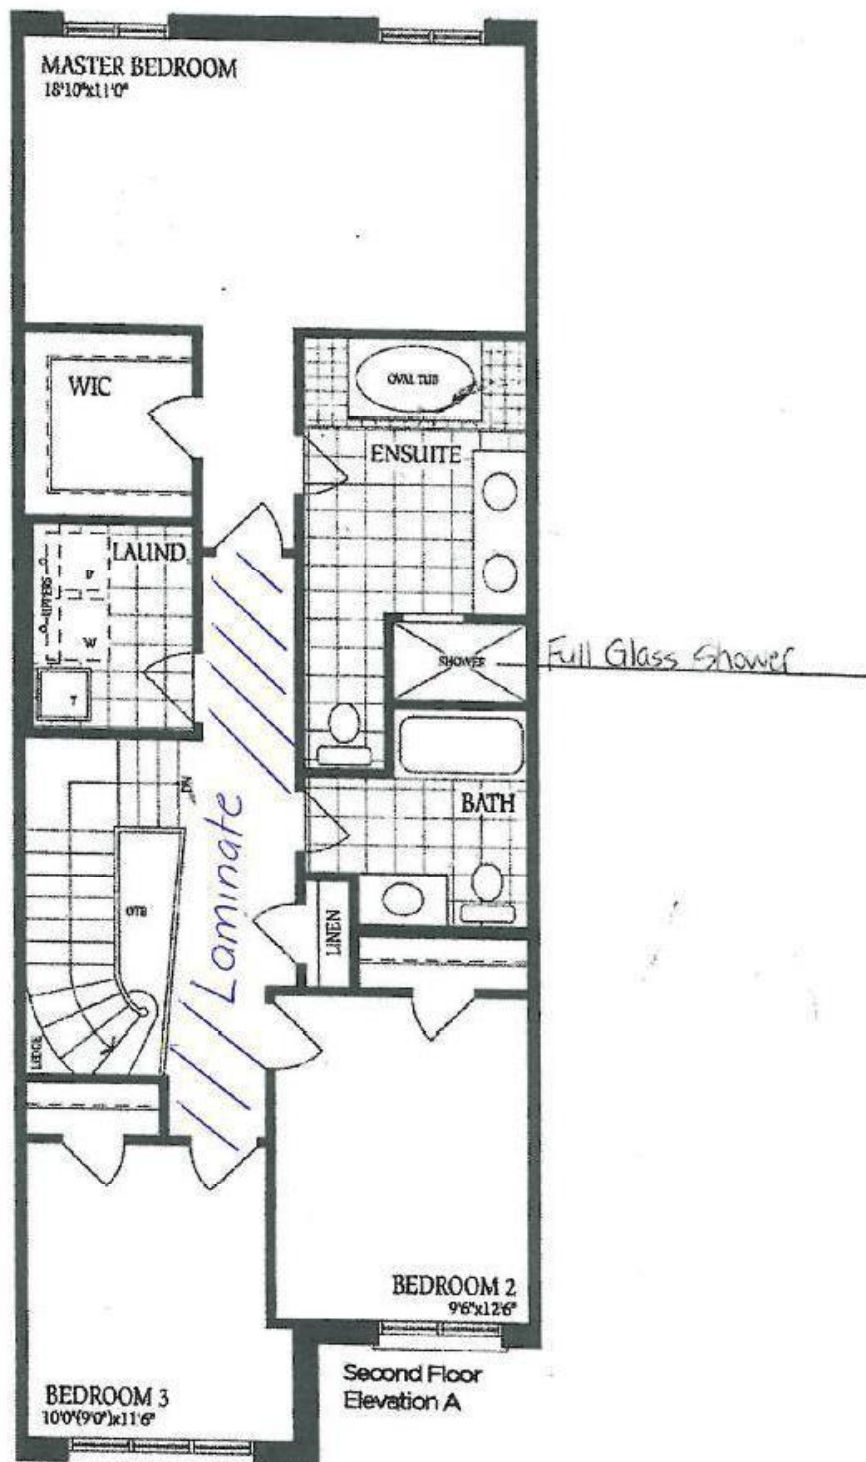 MASTER BEDROOM
18'10"x11'0"
WIC
OVAL TUB
ENSUITE
LAUND
UPPERS
D
W
T
SHOWER
Full Glass Shower
DN
BATH
Laminate
OTB
LINEN
LEDGE
BEDROOM 2
9'6"x12'6"
Second Floor
Elevation A
BEDROOM 3
10'0"(9'0")x11'6"